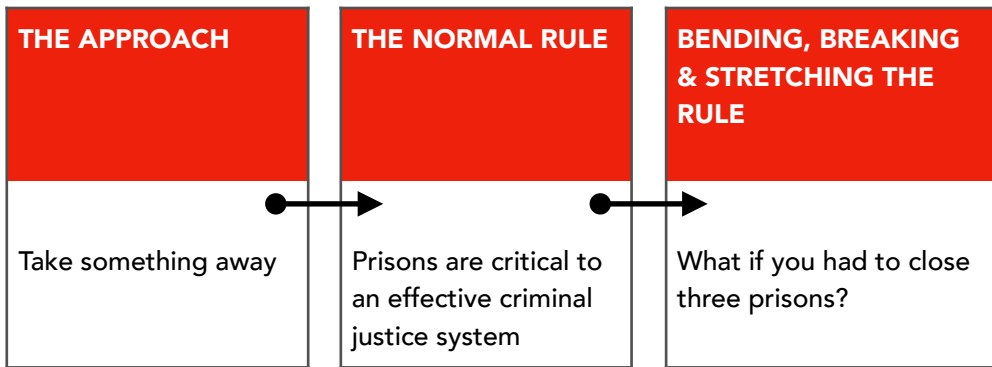 THE APPROACH
Take something away
THE NORMAL RULE
Prisons are critical to
an effective criminal
justice system
BENDING, BREAKING
& STRETCHING THE
RULE
What if you had to close
three prisons?